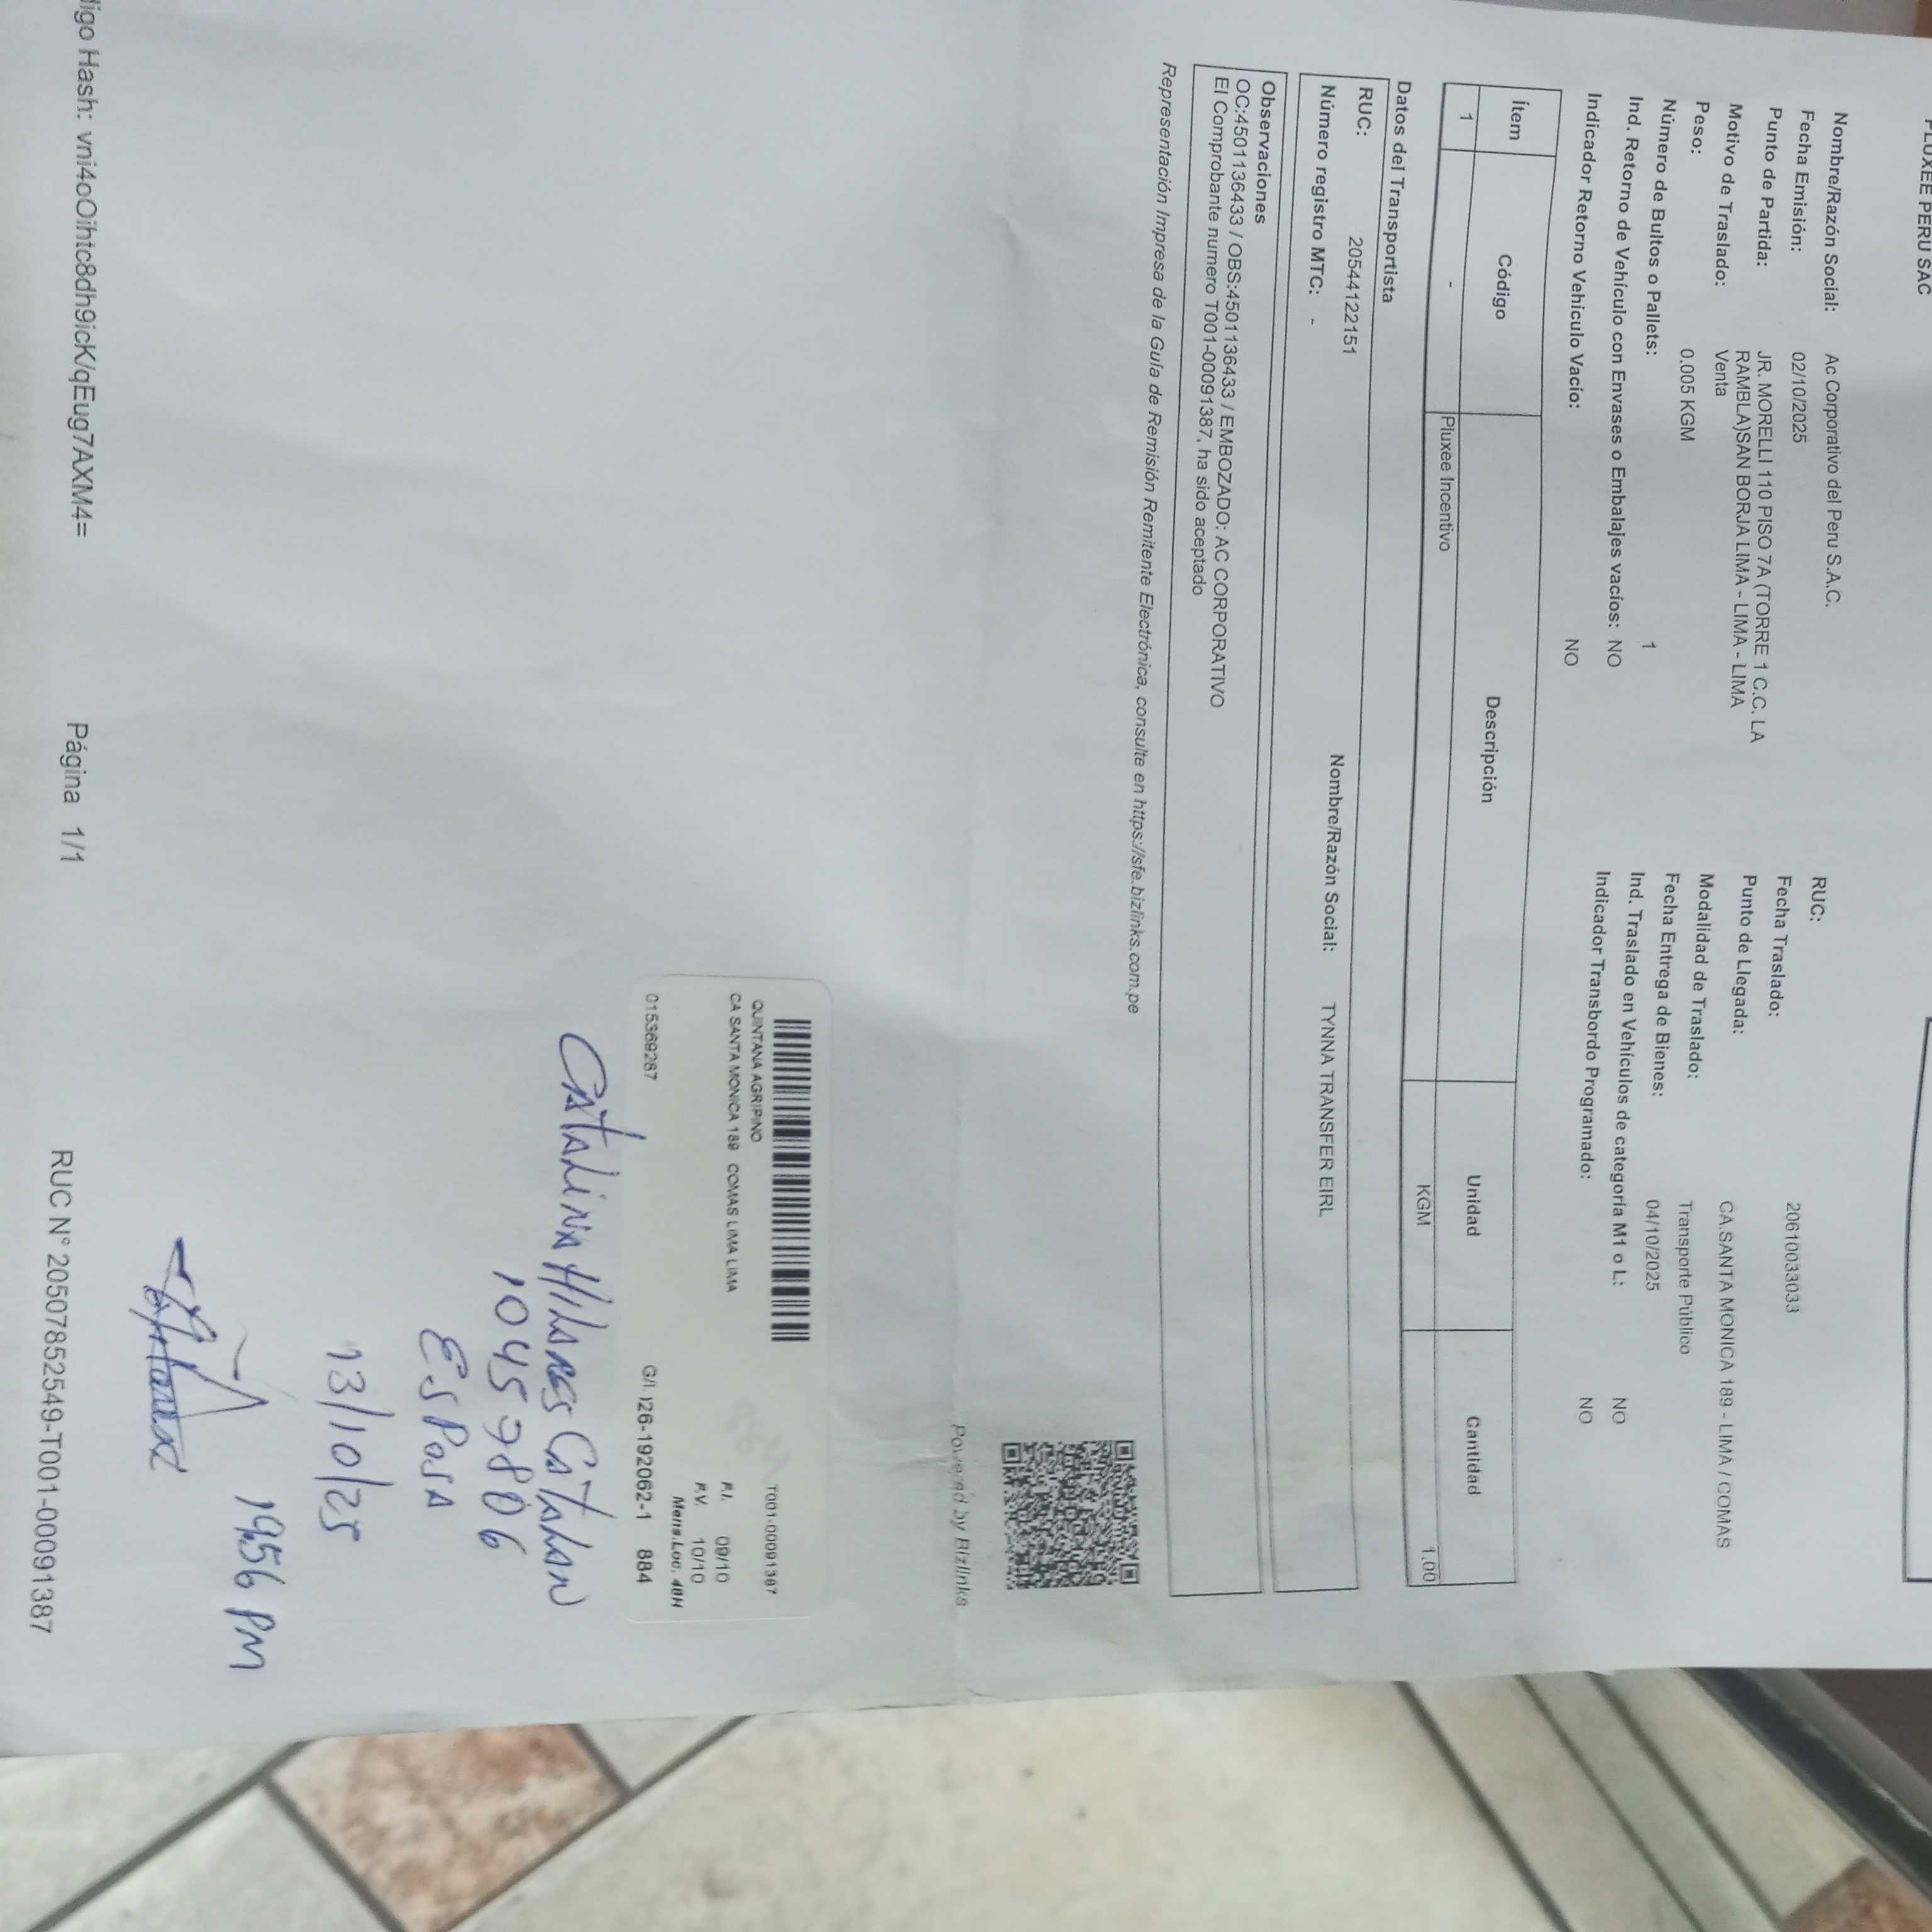 PLUXEE PERU SAC
Nombre/Razón Social: Ac Corporativo del Peru S.A.C. RUC: 20610033033
Fecha Emisión: 02/10/2025 Fecha Traslado:
Punto de Partida: JR. MORELLI 110 PISO 7A (TORRE 1 C.C. LA
RAMBLA)SAN BORJA LIMA - LIMA - LIMA
Punto de Llegada: CA.SANTA MONICA 189 - LIMA / COMAS
Motivo de Traslado: Venta Modalidad de Traslado: Transporte Público
Peso: 0.005 KGM Fecha Entrega de Bienes: 04/10/2025
Número de Bultos o Pallets: 1 Ind. Traslado en Vehículos de categoría M1 o L: NO
Ind. Retorno de Vehículo con Envases o Embalajes vacíos: NO Indicador Transbordo Programado: NO
Indicador Retorno Vehículo Vacío: NO
Ítem Código Descripción Unidad Cantidad
1 - Pluxee Incentivo KGM 1.00
Datos del Transportista
RUC: 20544122151 Nombre/Razón Social: TYNNA TRANSFER EIRL
Número registro MTC: -
Observaciones
OC:4501136433 / OBS:4501136433 / EMBOZADO: AC CORPORATIVO
El Comprobante numero T001-00091387, ha sido aceptado
Representación Impresa de la Guía de Remisión Remitente Electrónica, consulte en https://sfe.bizlinks.com.pe
Powered by Bizlinks
T001-00091387
QUINTANA AGRIPINO
CA SANTA MONICA 189 COMAS LIMA LIMA
P.I. 09/10
P.V. 10/10
Mens.Loc. 48H
015369287 G/I. )26-192062-1 884
Catalina Hilares Catalan
10457806
Esposa
13/10/25
1956 PM
digo Hash: vni4oOihtc8dh9icK/qEug7AXM4= Página 1/1 RUC N° 20507852549-T001-00091387